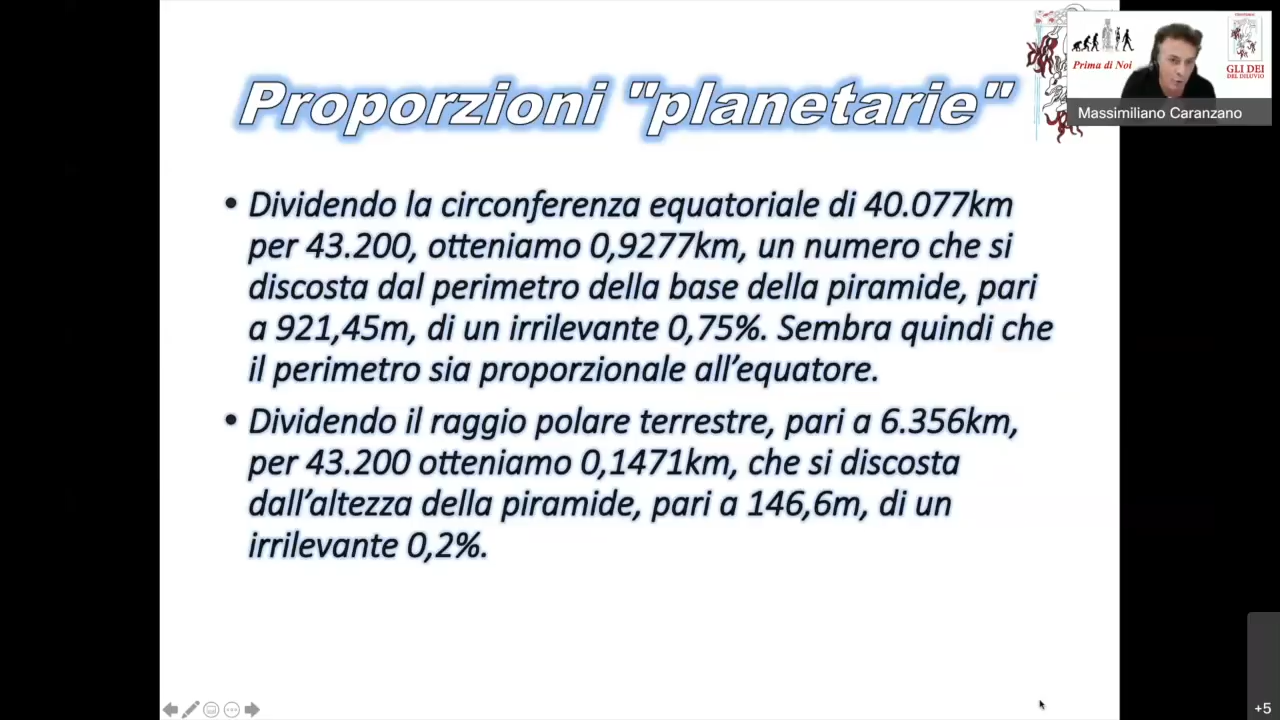 Proporzioni "planetarie"
• Dividendo la circonferenza equatoriale di 40.077km
per 43.200, otteniamo 0,9277km, un numero che si
discosta dal perimetro della base della piramide, pari
a 921,45m, di un irrilevante 0,75%. Sembra quindi che
il perimetro sia proporzionale all’equatore.
• Dividendo il raggio polare terrestre, pari a 6.356km,
per 43.200 otteniamo 0,1471km, che si discosta
dall’altezza della piramide, pari a 146,6m, di un
irrilevante 0,2%.
Prima di Noi
GLI DEI
DEL DILUVIO
Massimiliano Caranzano
+5